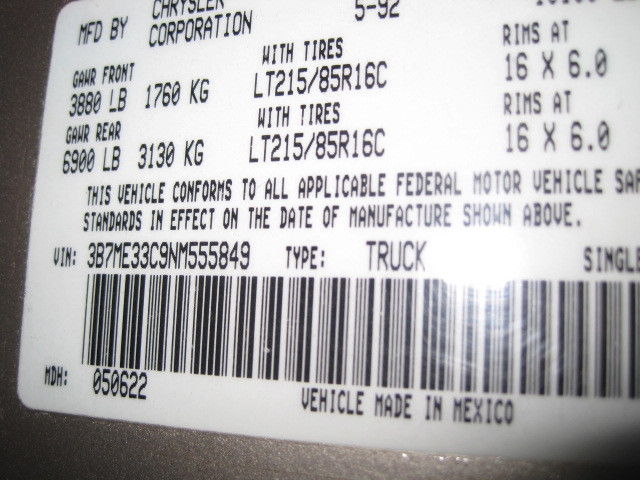 CHRYSLER 5-92
MFD BY CORPORATION
WITH TIRES RIMS AT
GAWR FRONT
3880 LB 1760 KG LT215/85R16C 16 X 6.0
WITH TIRES RIMS AT
GAWR REAR
6900 LB 3130 KG LT215/85R16C 16 X 6.0
THIS VEHICLE CONFORMS TO ALL APPLICABLE FEDERAL MOTOR VEHICLE SAF
STANDARDS IN EFFECT ON THE DATE OF MANUFACTURE SHOWN ABOVE.
VIN: 3B7ME33C9NM555849 TYPE: TRUCK SINGLE
MDH: 050622
VEHICLE MADE IN MEXICO